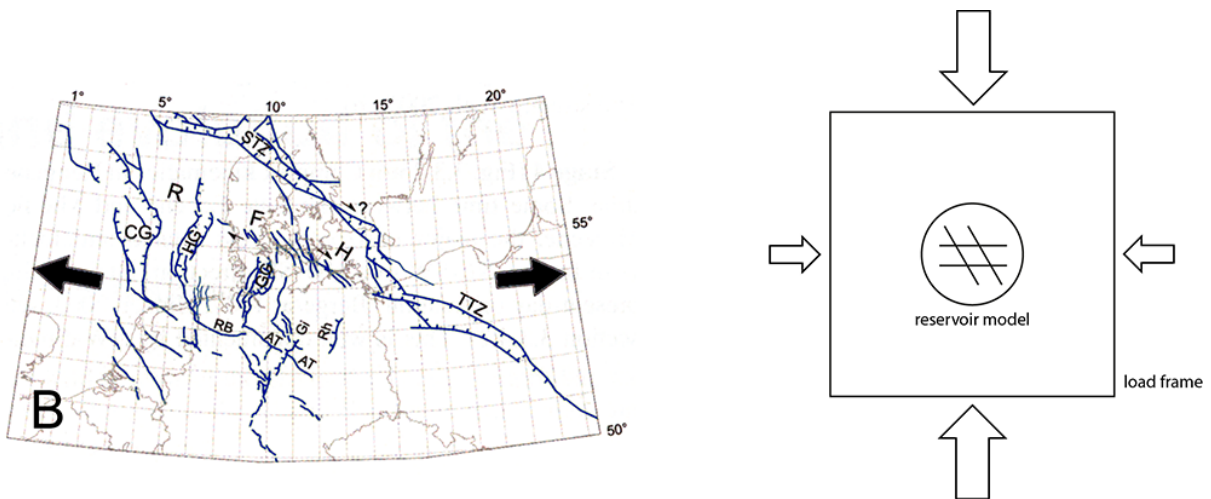 1°
5°
10°
15°
20°
STZ
R
?
F
55°
CG
HG
H
GG
TTZ
RB
AT
Gi
Rh
AT
B
50°
reservoir model
load frame